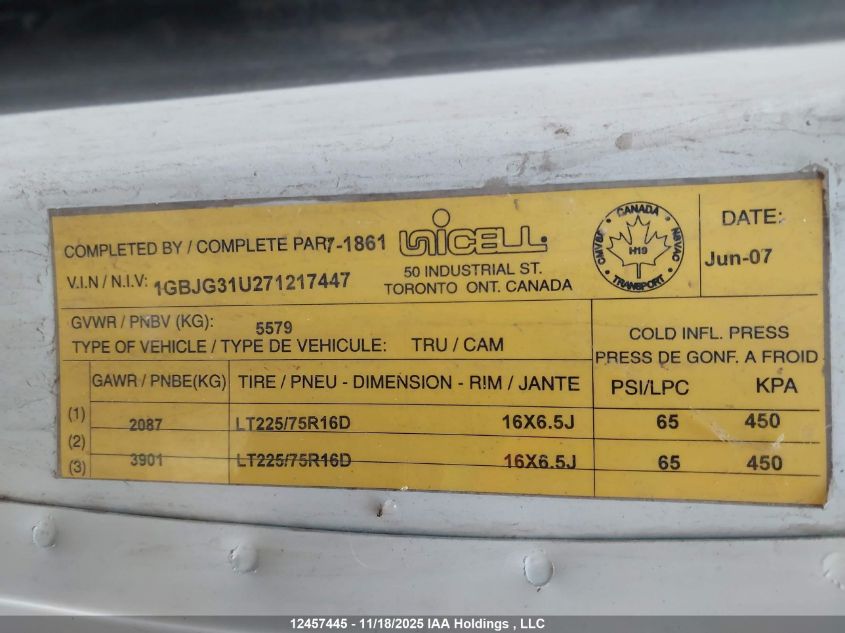 COMPLETED BY / COMPLETE PAR 7-1861 UNICELL
50 INDUSTRIAL ST.
TORONTO ONT. CANADA
V.I.N / N.I.V: 1GBJG31U271217447
CANADA
H19
TRANSPORT
CMVSS
NSVAC
DATE:
Jun-07
GVWR / PNBV (KG): 5579
TYPE OF VEHICLE / TYPE DE VEHICULE: TRU / CAM
COLD INFL. PRESS
PRESS DE GONF. A FROID
GAWR / PNBE(KG) TIRE / PNEU - DIMENSION - RIM / JANTE PSI/LPC KPA
(1) 2087 LT225/75R16D 16X6.5J 65 450
(2)
(3) 3901 LT225/75R16D 16X6.5J 65 450
12457445 - 11/18/2025 IAA Holdings , LLC